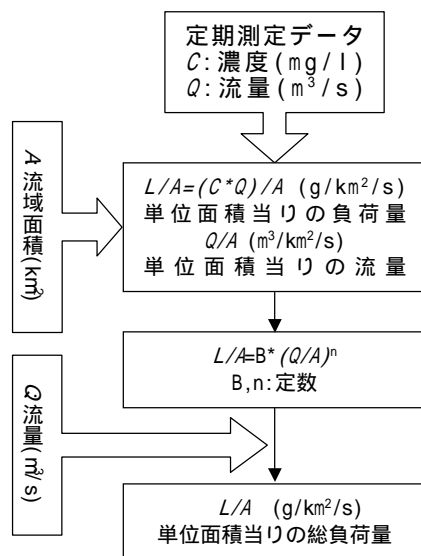 定期測定データ
C:濃度(mg/l)
Q:流量(m³/s)
A 流域面積(km²)
L/A=(C*Q)/A (g/km²/s)
単位面積当りの負荷量
Q/A (m³/km²/s)
単位面積当りの流量
L/A=B*(Q/A)ⁿ
B,n:定数
Q 流量(m³/s)
L/A (g/km²/s)
単位面積当りの総負荷量